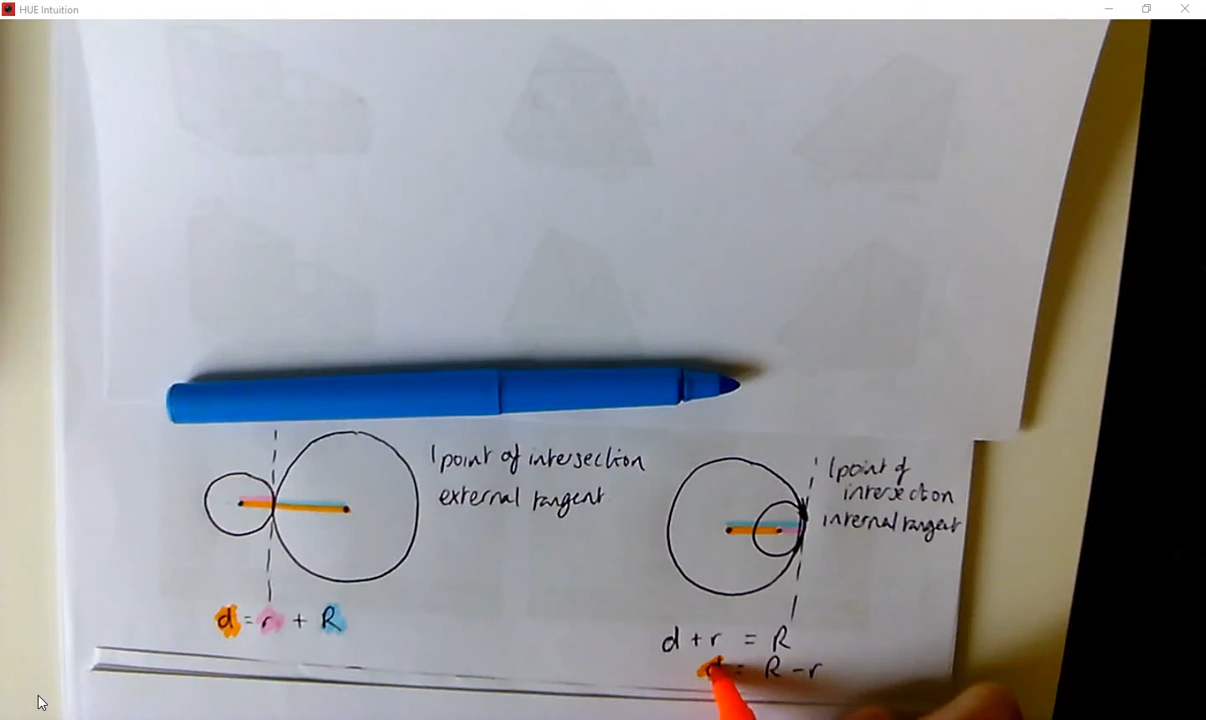 HUE Intuition
1 point of intersection
external tangent
d = r + R
1 point of
intersection
internal tangent
d + r = R
d = R - r